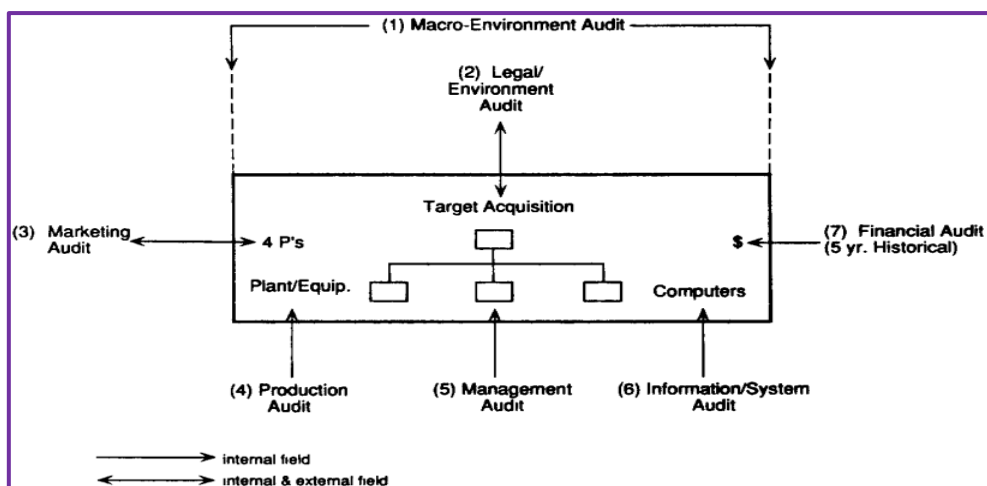 (1) Macro-Environment Audit
(2) Legal/
Environment
Audit
Target Acquisition
(3) Marketing
Audit
4 P's
$
(7) Financial Audit
(5 yr. Historical)
Plant/Equip.
Computers
(4) Production
Audit
(5) Management
Audit
(6) Information/System
Audit
internal field
internal & external field